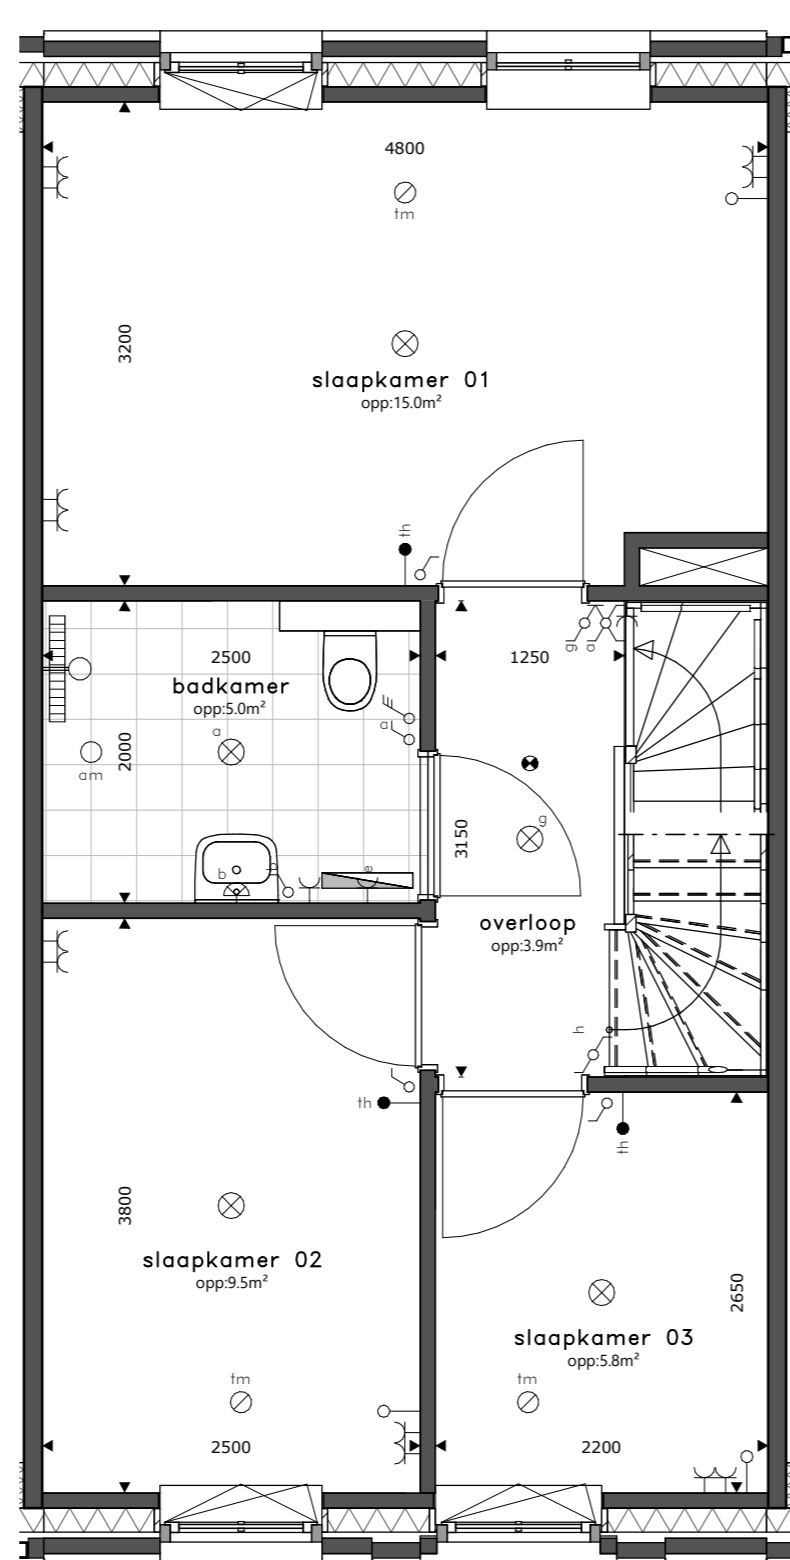 4800
tm
3200
slaapkamer 01
opp:15.0m²
th
g
a
2500
1250
badkamer
opp:5.0m²
a
a
am
2000
3150
g
b
b
e
overloop
opp:3.9m²
h
th
th
3800
slaapkamer 02
opp:9.5m²
2650
slaapkamer 03
opp:5.8m²
tm
tm
2500
2200